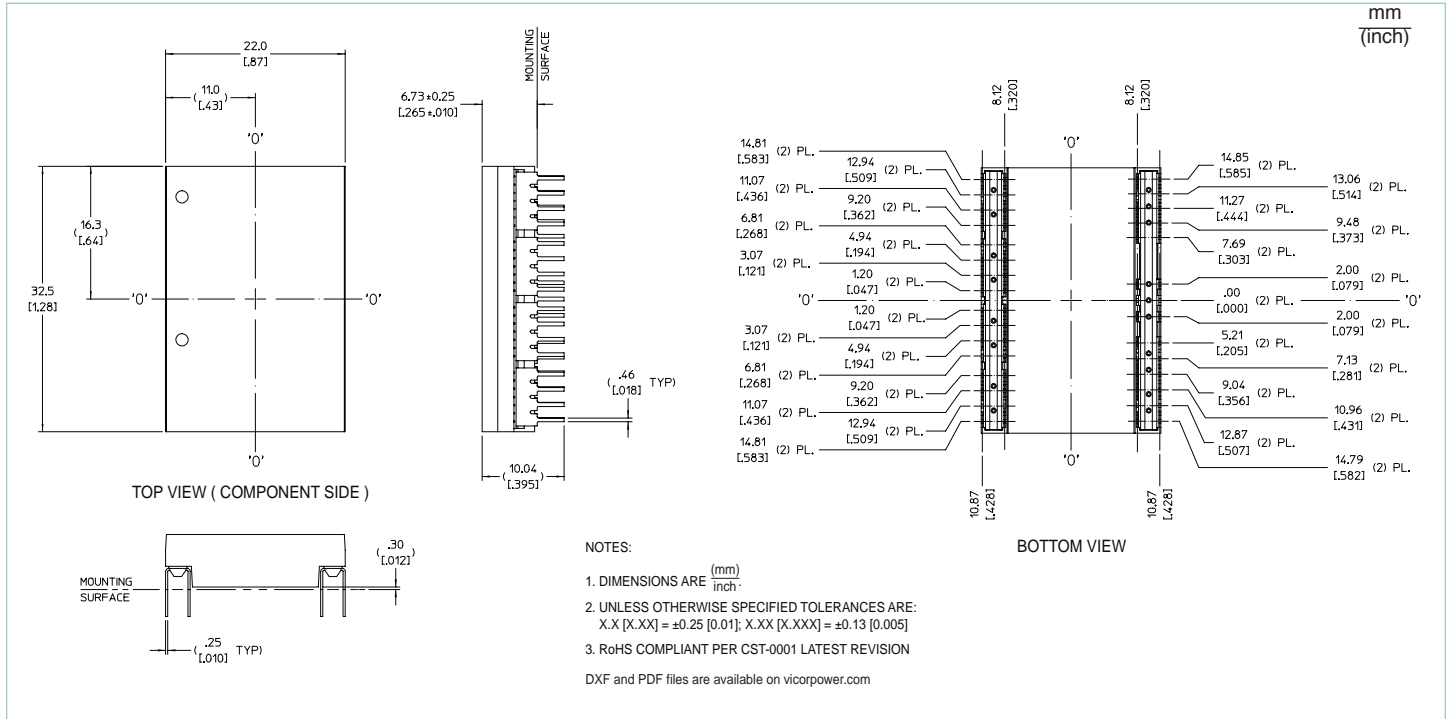 mm
(inch)
22.0
[.87]
( 11.0 )
[.43]
'0'
( 16.3 )
[.64]
32.5
[1.28]
'0'
'0'
'0'
TOP VIEW ( COMPONENT SIDE )
MOUNTING
SURFACE
6.73±0.25
[.265±.010]
( .46 TYP)
[.018]
( 10.04 )
[.395]
MOUNTING
SURFACE
( .30 )
[.012]
( .25 TYP)
[.010]
8.12
[.320]
8.12
[.320]
'0'
14.81
[.583] (2) PL.
12.94
[.509] (2) PL.
11.07
[.436] (2) PL.
9.20
[.362] (2) PL.
6.81
[.268] (2) PL.
4.94
[.194] (2) PL.
3.07
[.121] (2) PL.
1.20
[.047] (2) PL.
'0'
1.20
[.047] (2) PL.
3.07
[.121] (2) PL.
4.94
[.194] (2) PL.
6.81
[.268] (2) PL.
9.20
[.362] (2) PL.
11.07
[.436] (2) PL.
12.94
[.509] (2) PL.
14.81
[.583] (2) PL.
14.85
[.585] (2) PL.
13.06
[.514] (2) PL.
11.27
[.444] (2) PL.
9.48
[.373] (2) PL.
7.69
[.303] (2) PL.
2.00
[.079] (2) PL.
.00
[.000] (2) PL.
'0'
2.00
[.079] (2) PL.
5.21
[.205] (2) PL.
7.13
[.281] (2) PL.
9.04
[.356] (2) PL.
10.96
[.431] (2) PL.
12.87
[.507] (2) PL.
14.79
[.582] (2) PL.
'0'
10.87
[.428]
10.87
[.428]
BOTTOM VIEW
NOTES:
1. DIMENSIONS ARE (mm)
inch.
2. UNLESS OTHERWISE SPECIFIED TOLERANCES ARE:
X.X [X.XX] = ±0.25 [0.01]; X.XX [X.XXX] = ±0.13 [0.005]
3. RoHS COMPLIANT PER CST-0001 LATEST REVISION
DXF and PDF files are available on vicorpower.com